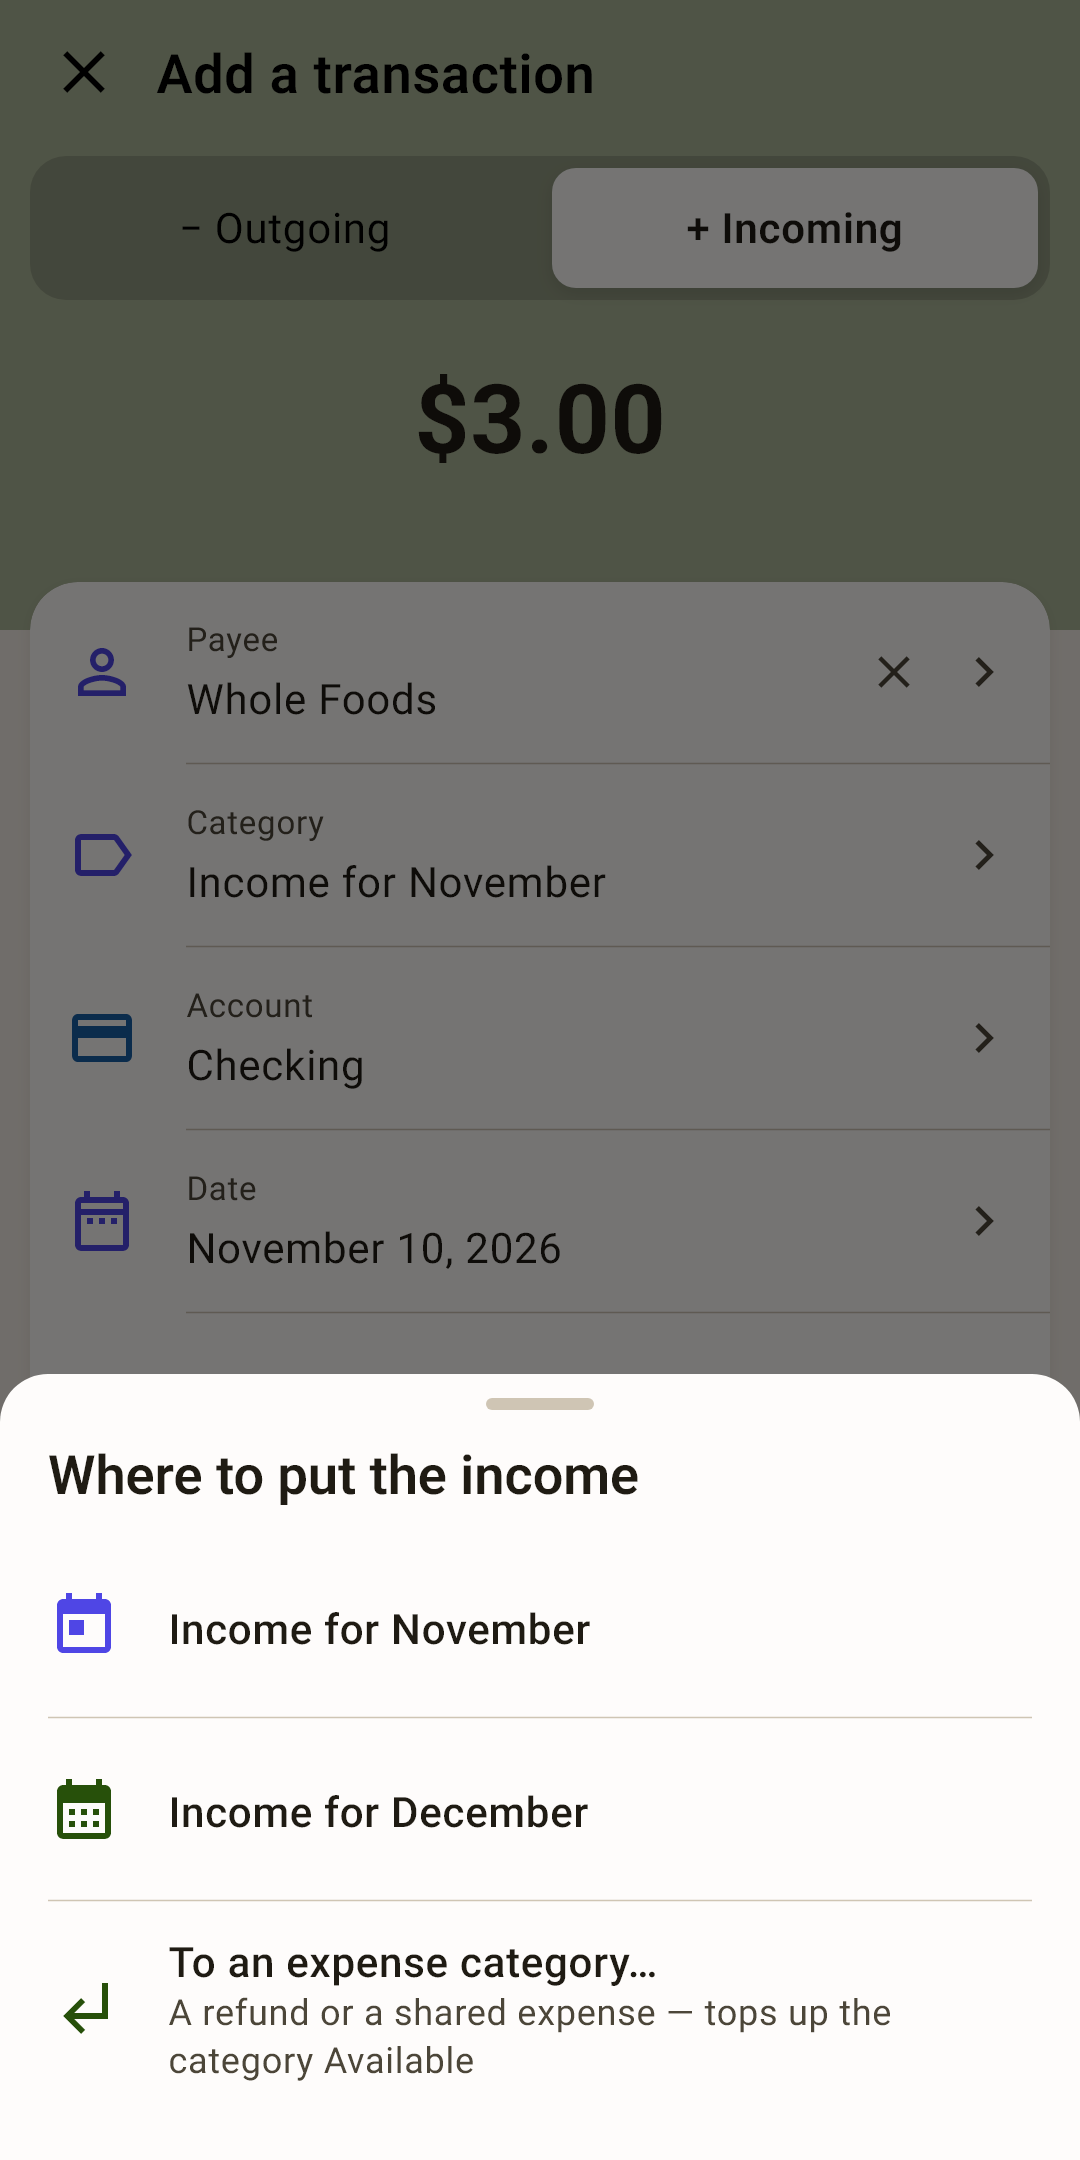 Add a transaction
− Outgoing
+ Incoming
$3.00
Payee
Whole Foods
Category
Income for November
Account
Checking
Date
November 10, 2026
Where to put the income
Income for November
Income for December
To an expense category…
A refund or a shared expense — tops up the
category Available